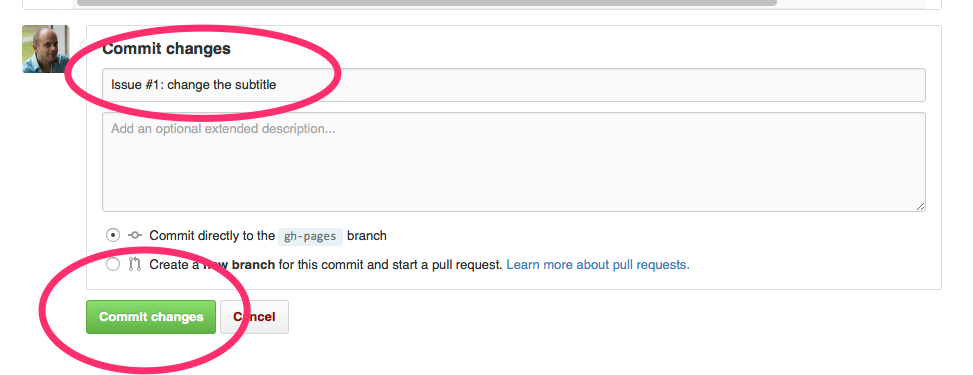 Commit changes
Issue #1: change the subtitle
Add an optional extended description...
Commit directly to the gh-pages branch
Create a new branch for this commit and start a pull request. Learn more about pull requests.
Commit changes Cancel